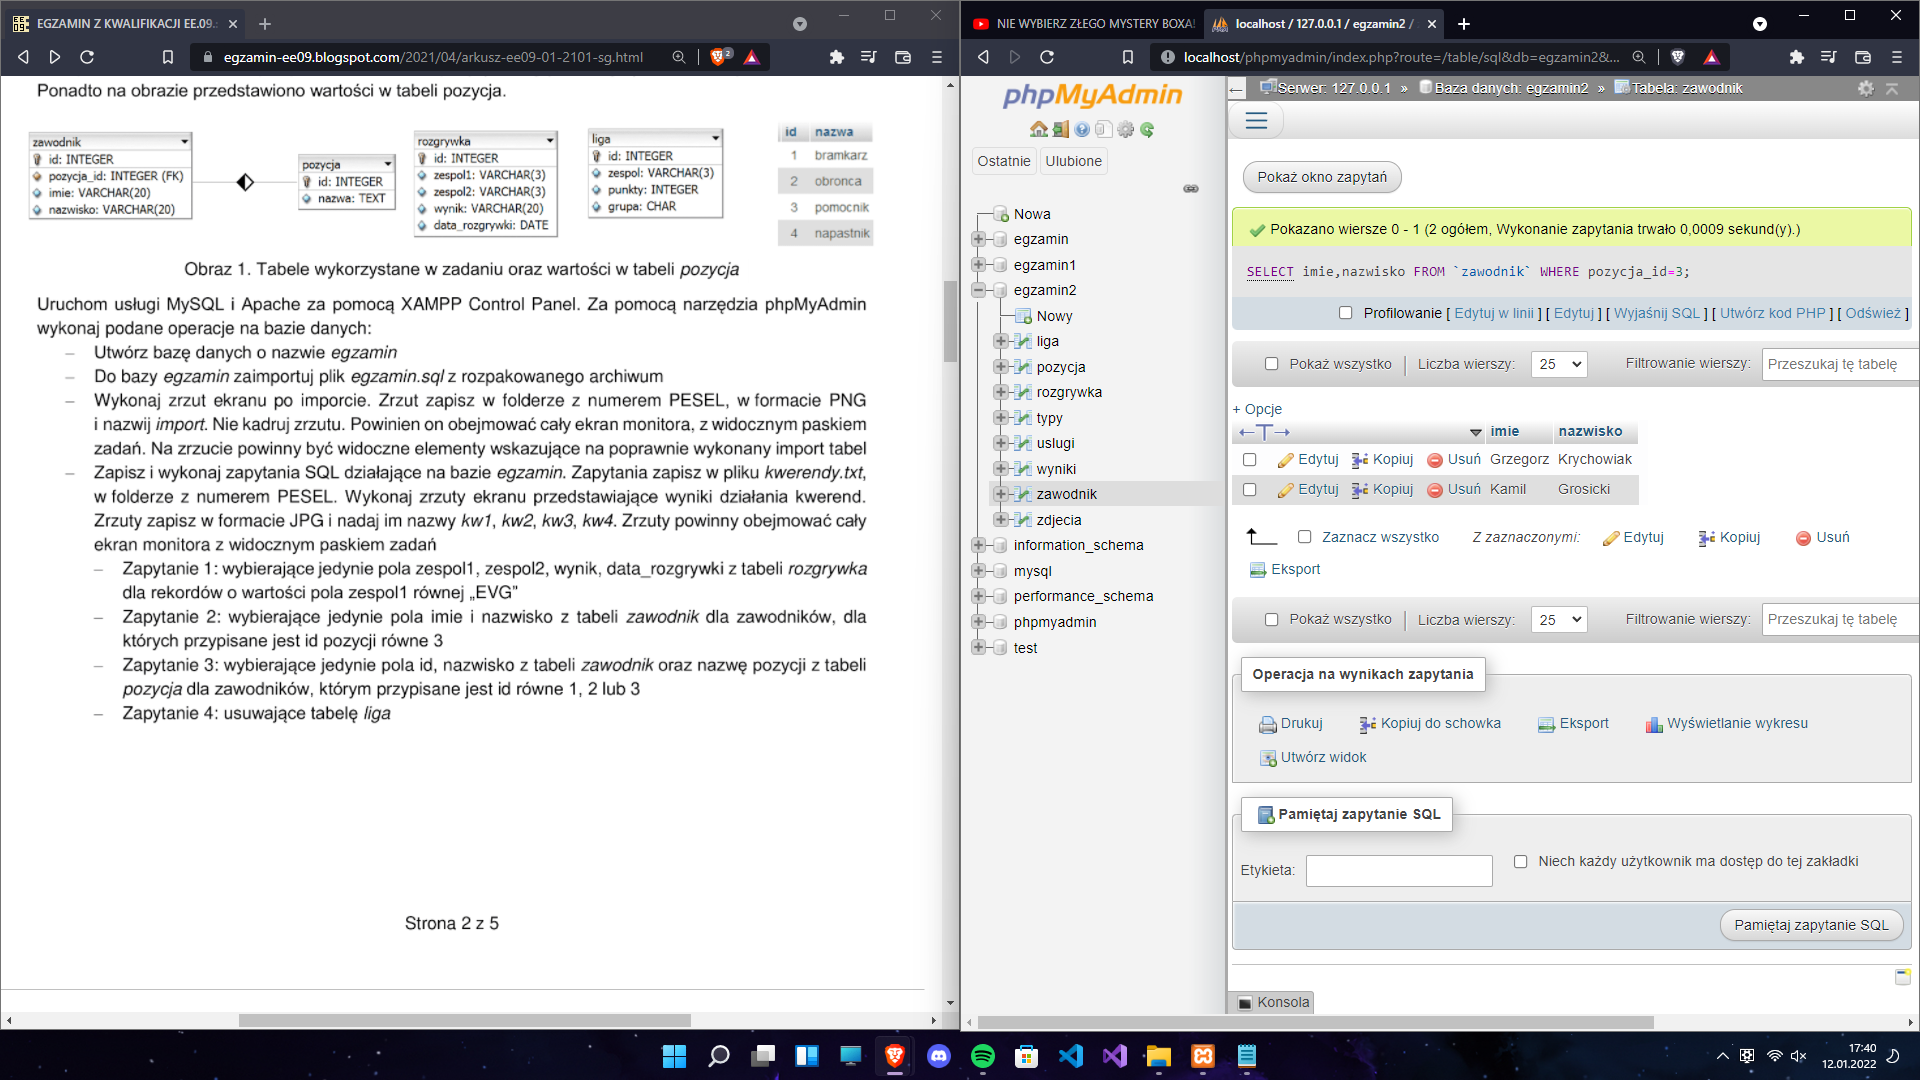 EGZAMIN Z KWALIFIKACJI EE.09.
egzamin-ee09.blogspot.com/2021/04/arkusz-ee09-01-2101-sg.html
2
Ponadto na obrazie przedstawiono wartości w tabeli pozycja.
zawodnik
id: INTEGER
pozycja_id: INTEGER (FK)
imie: VARCHAR(20)
nazwisko: VARCHAR(20)
pozycja
id: INTEGER
nazwa: TEXT
rozgrywka
id: INTEGER
zespol1: VARCHAR(3)
zespol2: VARCHAR(3)
wynik: VARCHAR(20)
data_rozgrywki: DATE
liga
id: INTEGER
zespol: VARCHAR(3)
punkty: INTEGER
grupa: CHAR
id nazwa
1 bramkarz
2 obronca
3 pomocnik
4 napastnik
Obraz 1. Tabele wykorzystane w zadaniu oraz wartości w tabeli pozycja
Uruchom usługi MySQL i Apache za pomocą XAMPP Control Panel. Za pomocą narzędzia phpMyAdmin
wykonaj podane operacje na bazie danych:
– Utwórz bazę danych o nazwie egzamin
– Do bazy egzamin zaimportuj plik egzamin.sql z rozpakowanego archiwum
– Wykonaj zrzut ekranu po imporcie. Zrzut zapisz w folderze z numerem PESEL, w formacie PNG
i nazwij import. Nie kadruj zrzutu. Powinien on obejmować cały ekran monitora, z widocznym paskiem
zadań. Na zrzucie powinny być widoczne elementy wskazujące na poprawnie wykonany import tabel
– Zapisz i wykonaj zapytania SQL działające na bazie egzamin. Zapytania zapisz w pliku kwerendy.txt,
w folderze z numerem PESEL. Wykonaj zrzuty ekranu przedstawiające wyniki działania kwerend.
Zrzuty zapisz w formacie JPG i nadaj im nazwy kw1, kw2, kw3, kw4. Zrzuty powinny obejmować cały
ekran monitora z widocznym paskiem zadań
– Zapytanie 1: wybierające jedynie pola zespol1, zespol2, wynik, data_rozgrywki z tabeli rozgrywka
dla rekordów o wartości pola zespol1 równej „EVG”
– Zapytanie 2: wybierające jedynie pola imie i nazwisko z tabeli zawodnik dla zawodników, dla
których przypisane jest id pozycji równe 3
– Zapytanie 3: wybierające jedynie pola id, nazwisko z tabeli zawodnik oraz nazwę pozycji z tabeli
pozycja dla zawodników, którym przypisane jest id równe 1, 2 lub 3
– Zapytanie 4: usuwające tabelę liga
Strona 2 z 5
NIE WYBIERZ ZŁEGO MYSTERY BOXA!
localhost / 127.0.0.1 / egzamin2 /
localhost/phpmyadmin/index.php?route=/table/sql&db=egzamin2&...
phpMyAdmin
Ostatnie Ulubione
Nowa
egzamin
egzamin1
egzamin2
Nowy
liga
pozycja
rozgrywka
typy
uslugi
wyniki
zawodnik
zdjecia
information_schema
mysql
performance_schema
phpmyadmin
test
Serwer: 127.0.0.1 » Baza danych: egzamin2 » Tabela: zawodnik
Pokaż okno zapytań
Pokazano wiersze 0 - 1 (2 ogółem, Wykonanie zapytania trwało 0,0009 sekund(y).)
SELECT imie,nazwisko FROM `zawodnik` WHERE pozycja_id=3;
Profilowanie [ Edytuj w linii ] [ Edytuj ] [ Wyjaśnij SQL ] [ Utwórz kod PHP ] [ Odśwież ]
Pokaż wszystko Liczba wierszy: 25 Filtrowanie wierszy: Przeszukaj tę tabelę
+ Opcje
←T→ imie nazwisko
Edytuj Kopiuj Usuń Grzegorz Krychowiak
Edytuj Kopiuj Usuń Kamil Grosicki
Zaznacz wszystko Z zaznaczonymi: Edytuj Kopiuj Usuń
Eksport
Pokaż wszystko Liczba wierszy: 25 Filtrowanie wierszy: Przeszukaj tę tabelę
Operacja na wynikach zapytania
Drukuj Kopiuj do schowka Eksport Wyświetlanie wykresu
Utwórz widok
Pamiętaj zapytanie SQL
Etykieta: Niech każdy użytkownik ma dostęp do tej zakładki
Pamiętaj zapytanie SQL
Konsola
17:40
12.01.2022